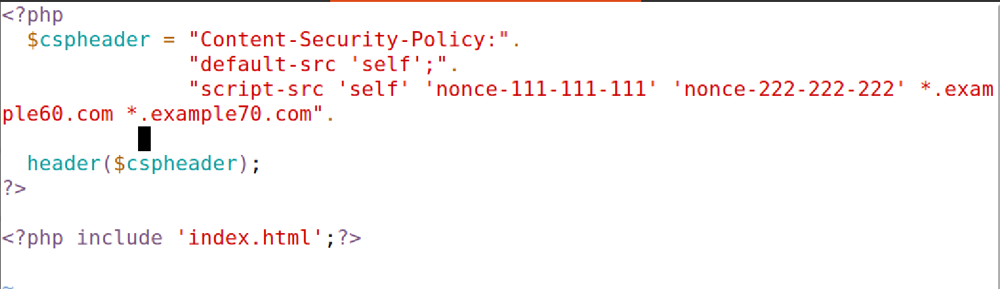 <?php
  $cspheader = "Content-Security-Policy:".
               "default-src 'self';".
               "script-src 'self' 'nonce-111-111-111' 'nonce-222-222-222' *.exam
ple60.com *.example70.com".
  header($cspheader);
?>
<?php include 'index.html';?>
~